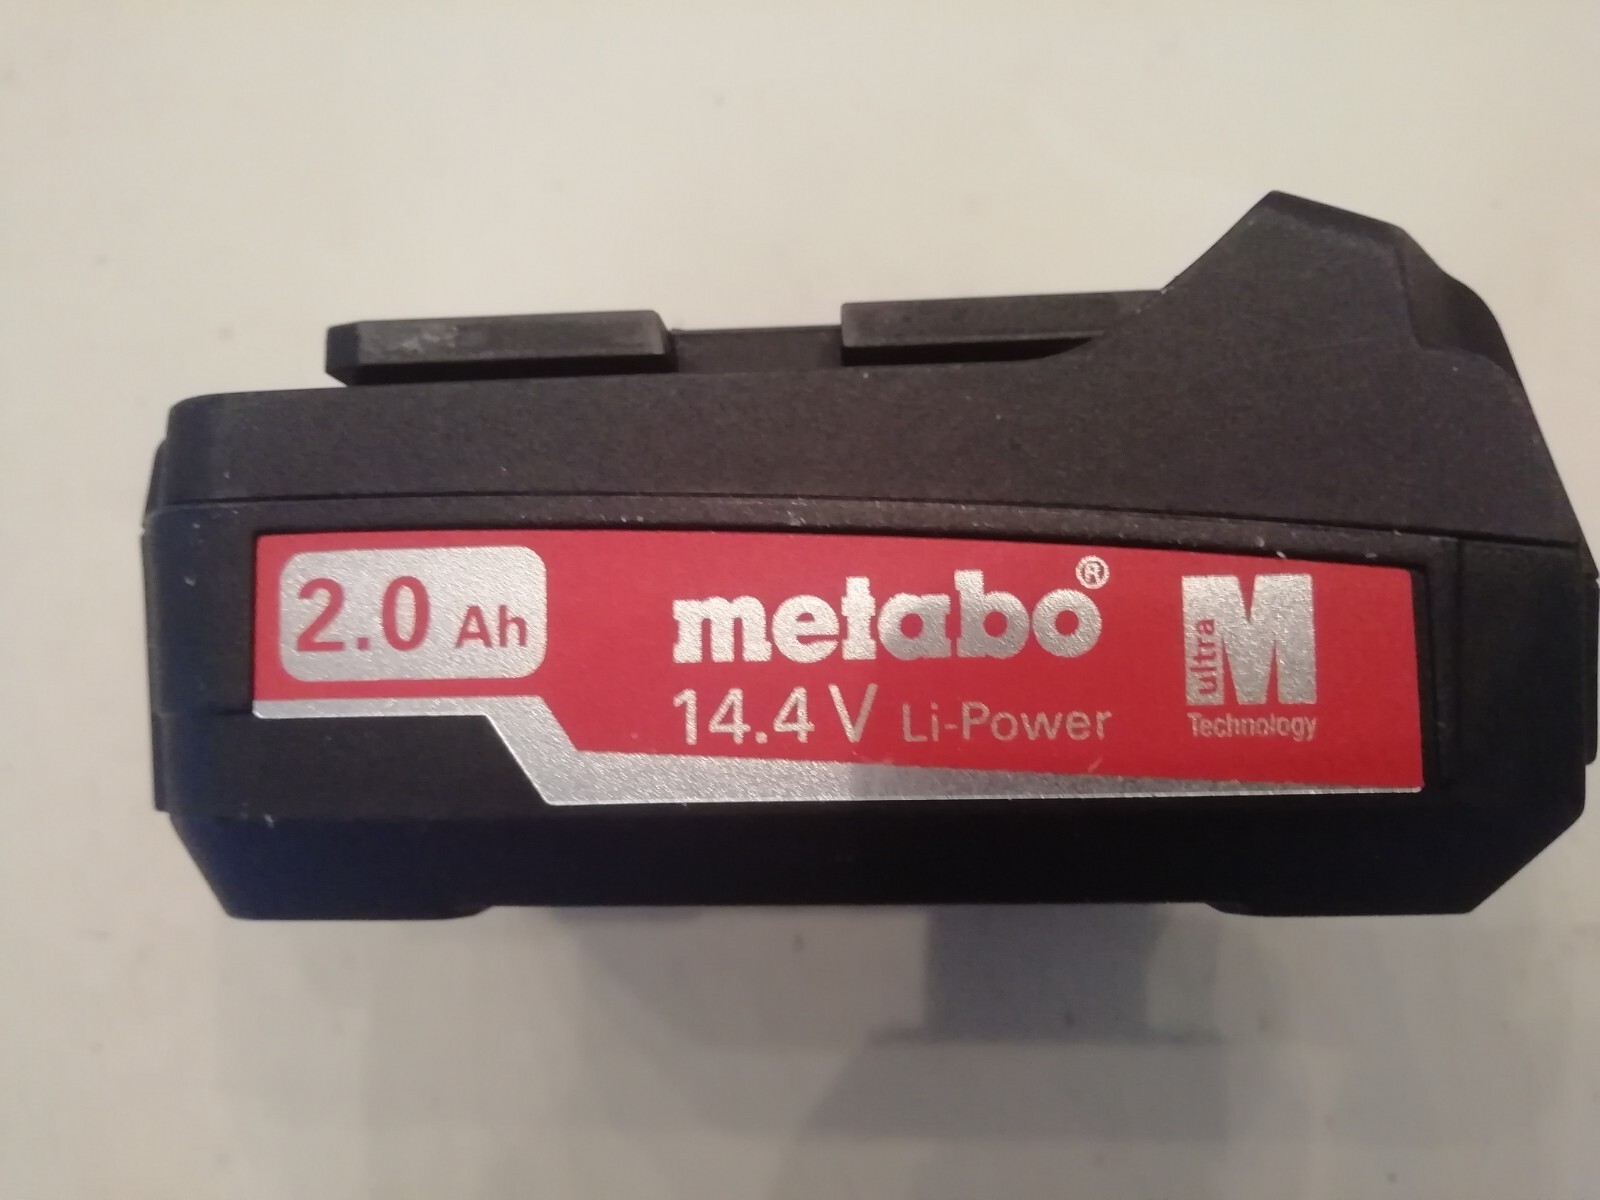 2.0 Ah
metabo®
14.4 V Li-Power
ultra M
Technology